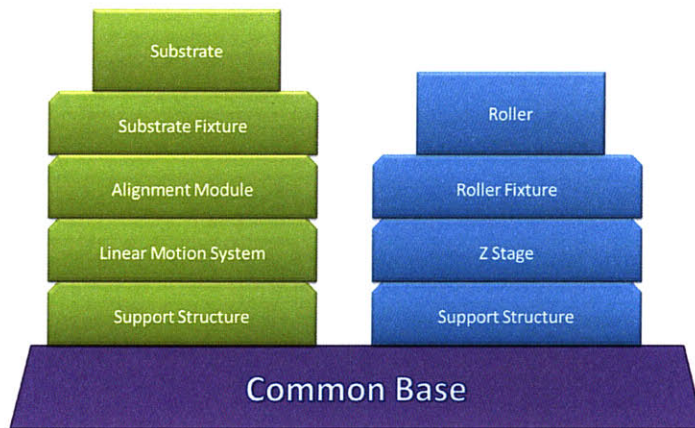 Substrate
Substrate Fixture
Alignment Module
Linear Motion System
Support Structure
Roller
Roller Fixture
Z Stage
Support Structure
Common Base